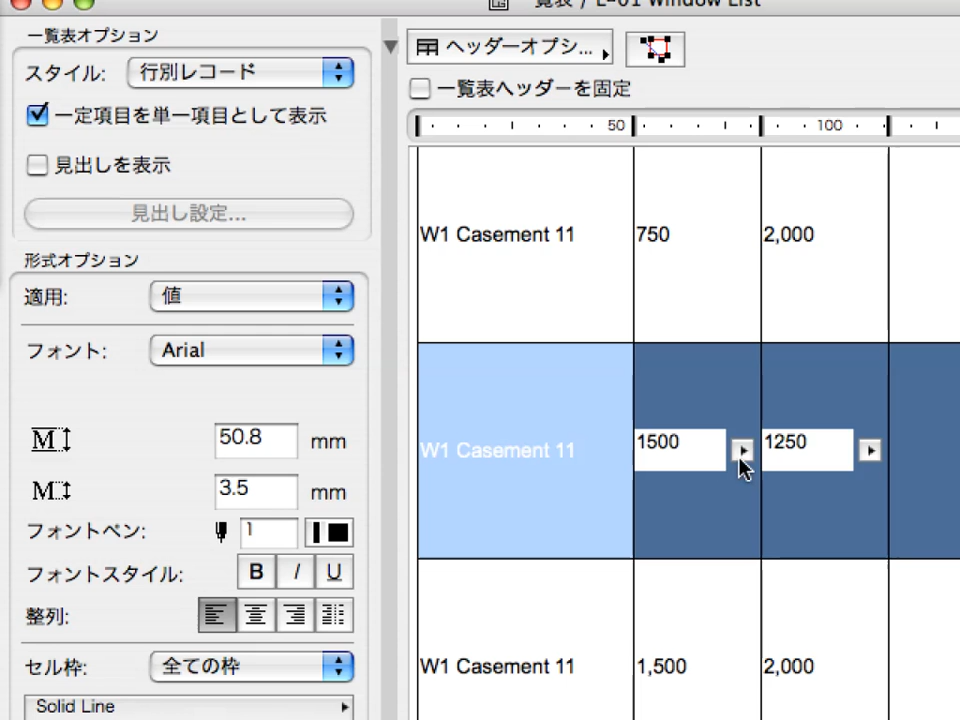 覧表 / E-01 Window List
一覧表オプション
スタイル: 行別レコード
一定項目を単一項目として表示
見出しを表示
見出し設定...
形式オプション
適用: 値
フォント: Arial
M 50.8 mm
M 3.5 mm
フォントペン: 1
フォントスタイル: B I U
整列:
セル枠: 全ての枠
Solid Line
ヘッダーオプシ...
一覧表ヘッダーを固定
50 100
W1 Casement 11 750 2,000
W1 Casement 11 1500 1250
W1 Casement 11 1,500 2,000